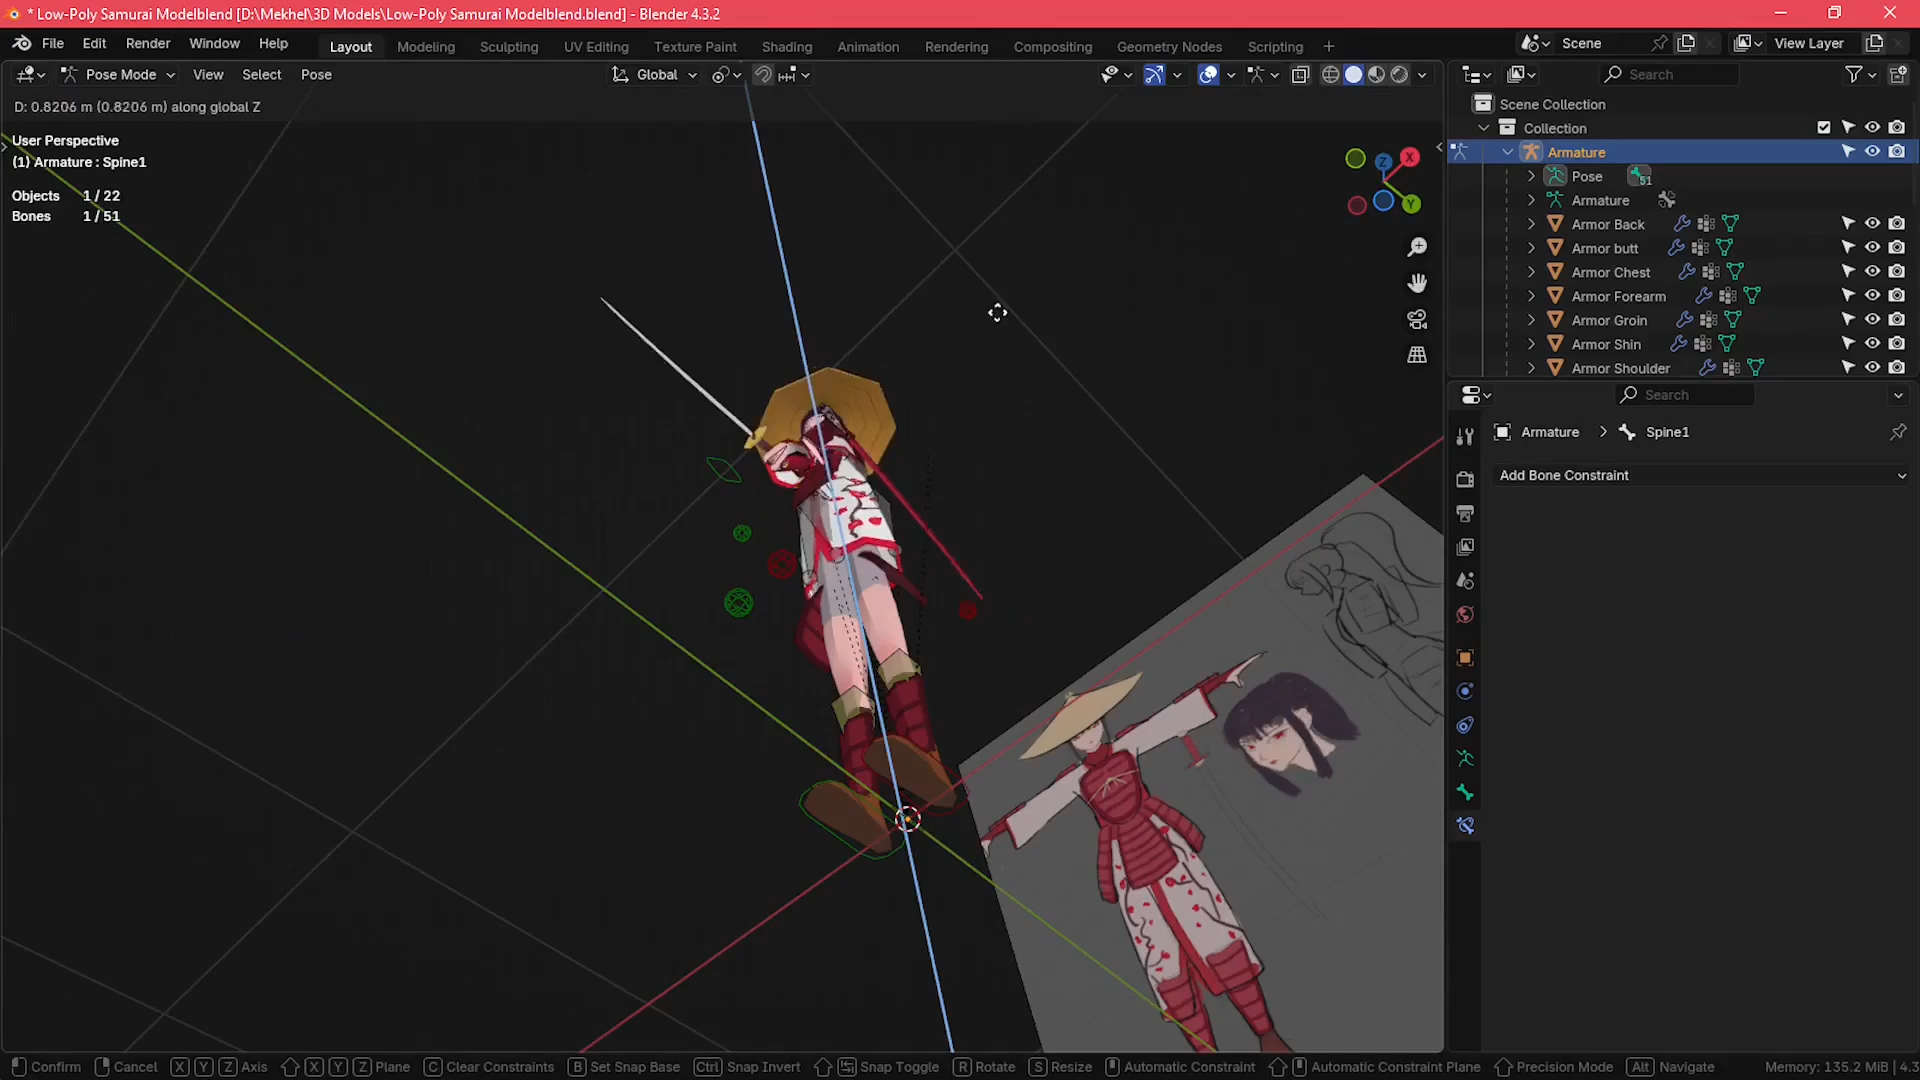 * Low-Poly Samurai Modelblend [D:\Mekhel\3D Models\Low-Poly Samurai Modelblend.blend] - Blender 4.3.2
File Edit Render Window Help Layout Modeling Sculpting UV Editing Texture Paint Shading Animation Rendering Compositing Geometry Nodes Scripting + Scene View Layer
Pose Mode View Select Pose Global Search
D: 0.8206 m (0.8206 m) along global Z
User Perspective
(1) Armature : Spine1
Objects 1 / 22
Bones 1 / 51
Z X Y
Scene Collection
Collection
Armature
Pose 51
Armature
Armor Back
Armor butt
Armor Chest
Armor Forearm
Armor Groin
Armor Shin
Armor Shoulder
Search
Armature > Spine1
Add Bone Constraint
Confirm Cancel X Y Z Axis X Y Z Plane C Clear Constraints B Set Snap Base Ctrl Snap Invert Snap Toggle R Rotate S Resize Automatic Constraint Automatic Constraint Plane Precision Mode Alt Navigate Memory: 135.2 MiB | 4.3